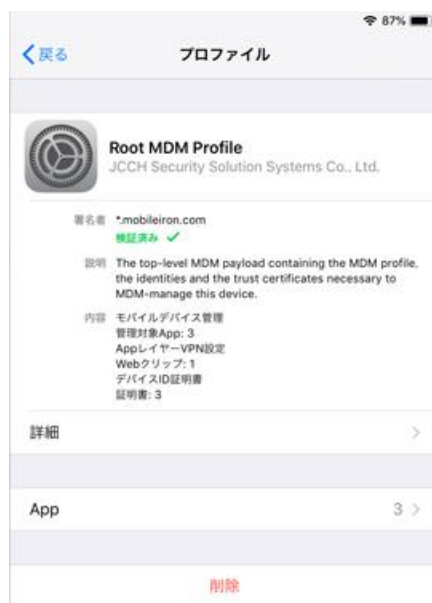 87%
戻る
プロファイル
Root MDM Profile
JCCH Security Solution Systems Co., Ltd.
署名者 *.mobileiron.com
検証済み ✓
説明 The top-level MDM payload containing the MDM profile,
the identities and the trust certificates necessary to
MDM-manage this device.
内容 モバイルデバイス管理
管理対象App: 3
AppレイヤーVPN設定
Webクリップ: 1
デバイスID証明書
証明書: 3
詳細
App 3
削除